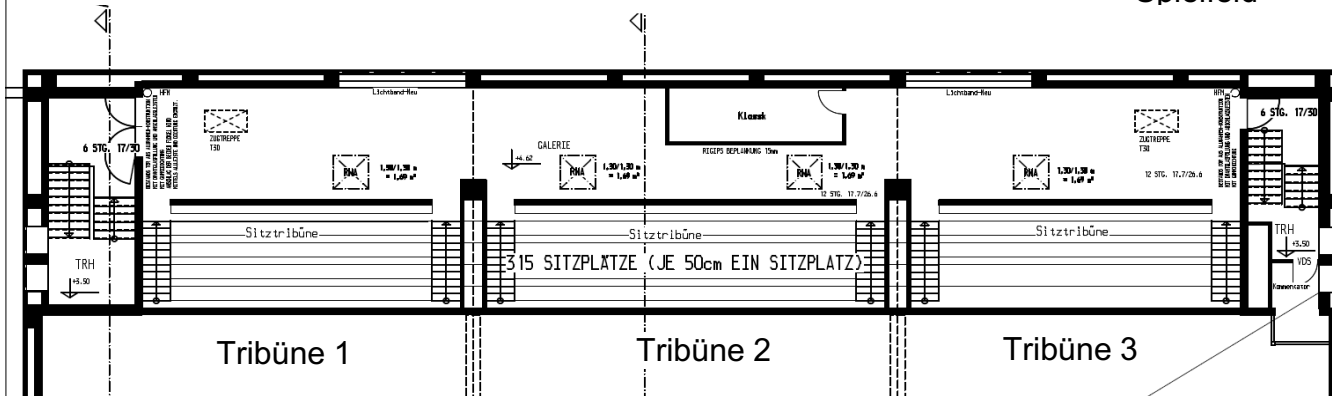 Lichtband-Neu
Lichtband-Neu
HFM
HFM
6 STG. 17/30
6 STG. 17/30
ZUGTREPPE
T30
Klassk
RIGIPS BEPLANKUNG 15mm
ZUGTREPPE
T30
GALERIE
+4.62
RWA
1,30/1,30 m
= 1,69 m²
RWA
1,30/1,30 m
= 1,69 m²
RWA
1,30/1,30 m
= 1,69 m²
RWA
1,30/1,30 m
= 1,69 m²
12 STG. 17.7/26.6
12 STG. 17.7/26.6
Sitztribüne
Sitztribüne
Sitztribüne
315 SITZPLÄTZE (JE 50cm EIN SITZPLATZ)
TRH
+3.50
TRH
+3.50
VDS
Kommentator
Tribüne 1
Tribüne 2
Tribüne 3